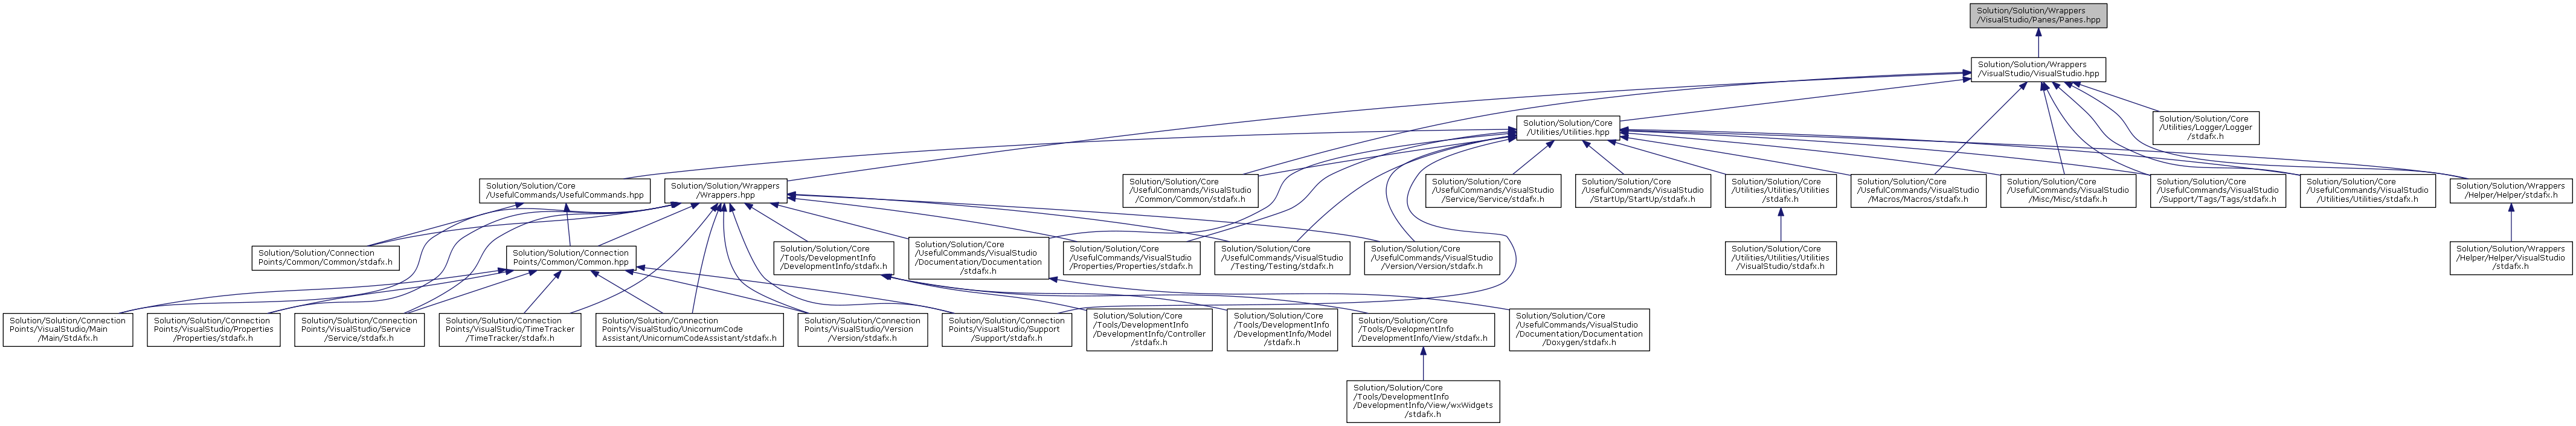 Solution/Solution/Wrappers
/VisualStudio/Panes/Panes.hpp
Solution/Solution/Wrappers
/VisualStudio/VisualStudio.hpp
Solution/Solution/Core
/Utilities/Utilities.hpp
Solution/Solution/Core
/Utilities/Logger/Logger
/stdafx.h
Solution/Solution/Core
/UsefulCommands/UsefulCommands.hpp
Solution/Solution/Wrappers
/Wrappers.hpp
Solution/Solution/Core
/UsefulCommands/VisualStudio
/Common/Common/stdafx.h
Solution/Solution/Core
/UsefulCommands/VisualStudio
/Service/Service/stdafx.h
Solution/Solution/Core
/UsefulCommands/VisualStudio
/StartUp/StartUp/stdafx.h
Solution/Solution/Core
/Utilities/Utilities/Utilities
/stdafx.h
Solution/Solution/Core
/UsefulCommands/VisualStudio
/Macros/Macros/stdafx.h
Solution/Solution/Core
/UsefulCommands/VisualStudio
/Misc/Misc/stdafx.h
Solution/Solution/Core
/UsefulCommands/VisualStudio
/Support/Tags/Tags/stdafx.h
Solution/Solution/Core
/UsefulCommands/VisualStudio
/Utilities/Utilities/stdafx.h
Solution/Solution/Wrappers
/Helper/Helper/stdafx.h
Solution/Solution/Connection
Points/Common/Common/stdafx.h
Solution/Solution/Connection
Points/Common/Common.hpp
Solution/Solution/Core
/Tools/DevelopmentInfo
/DevelopmentInfo/stdafx.h
Solution/Solution/Core
/UsefulCommands/VisualStudio
/Documentation/Documentation
/stdafx.h
Solution/Solution/Core
/UsefulCommands/VisualStudio
/Properties/Properties/stdafx.h
Solution/Solution/Core
/UsefulCommands/VisualStudio
/Testing/Testing/stdafx.h
Solution/Solution/Core
/UsefulCommands/VisualStudio
/Version/Version/stdafx.h
Solution/Solution/Core
/Utilities/Utilities/Utilities
/VisualStudio/stdafx.h
Solution/Solution/Wrappers
/Helper/Helper/VisualStudio
/stdafx.h
Solution/Solution/Connection
Points/VisualStudio/Main
/Main/StdAfx.h
Solution/Solution/Connection
Points/VisualStudio/Properties
/Properties/stdafx.h
Solution/Solution/Connection
Points/VisualStudio/Service
/Service/stdafx.h
Solution/Solution/Connection
Points/VisualStudio/TimeTracker
/TimeTracker/stdafx.h
Solution/Solution/Connection
Points/VisualStudio/UnicornumCode
Assistant/UnicornumCodeAssistant/stdafx.h
Solution/Solution/Connection
Points/VisualStudio/Version
/Version/stdafx.h
Solution/Solution/Connection
Points/VisualStudio/Support
/Support/stdafx.h
Solution/Solution/Core
/Tools/DevelopmentInfo
/DevelopmentInfo/Controller
/stdafx.h
Solution/Solution/Core
/Tools/DevelopmentInfo
/DevelopmentInfo/Model
/stdafx.h
Solution/Solution/Core
/Tools/DevelopmentInfo
/DevelopmentInfo/View/stdafx.h
Solution/Solution/Core
/UsefulCommands/VisualStudio
/Documentation/Documentation
/Doxygen/stdafx.h
Solution/Solution/Core
/Tools/DevelopmentInfo
/DevelopmentInfo/View/wxWidgets
/stdafx.h